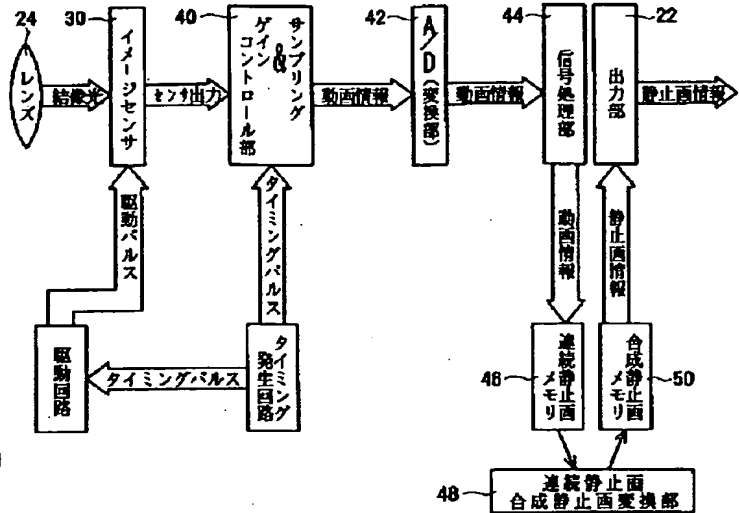 24
30
40
42
44
22
レンズ
結像光
イメージセンサ
センサ出力
サンプリング
&
ゲイン
コントロール部
動画情報
A/D(変換部)
動画情報
信号処理部
出力部
静止画情報
駆動パルス
タイミングパルス
動画情報
静止画情報
駆動回路
タイミングパルス
タイミング
発生回路
46
連続静止画
メモリ
合成静止画
メモリ
50
48
連続静止画
合成静止画変換部